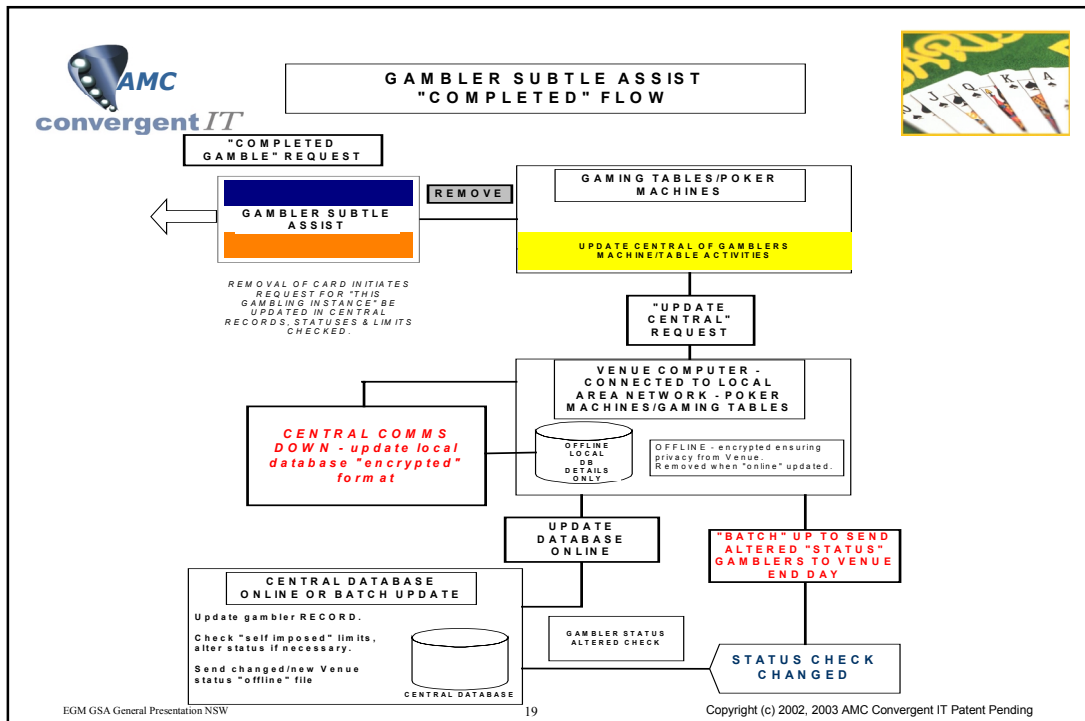 AMC
convergent IT
GAMBLER SUBTLE ASSIST
"COMPLETED" FLOW
"COMPLETED
GAMBLE" REQUEST
GAMBLER SUBTLE
ASSIST
REMOVE
GAMING TABLES/POKER
MACHINES
UPDATE CENTRAL OF GAMBLERS
MACHINE/TABLE ACTIVITIES
REMOVAL OF CARD INITIATES
REQUEST FOR "THIS
GAMBLING INSTANCE" BE
UPDATED IN CENTRAL
RECORDS, STATUSES & LIMITS
CHECKED.
"UPDATE
CENTRAL"
REQUEST
VENUE COMPUTER -
CONNECTED TO LOCAL
AREA NETWORK - POKER
MACHINES/GAMING TABLES
CENTRAL COMMS
DOWN - update local
database "encrypted"
format
OFFLINE
LOCAL
DB
DETAILS
ONLY
OFFLINE - encrypted ensuring
privacy from Venue.
Removed when "online" updated.
UPDATE
DATABASE
ONLINE
"BATCH" UP TO SEND
ALTERED "STATUS"
GAMBLERS TO VENUE
END DAY
CENTRAL DATABASE
ONLINE OR BATCH UPDATE
Update gambler RECORD.
Check "self imposed" limits,
alter status if necessary.
Send changed/new Venue
status "offline" file
CENTRAL DATABASE
GAMBLER STATUS
ALTERED CHECK
STATUS CHECK
CHANGED
EGM GSA General Presentation NSW
19
Copyright (c) 2002, 2003 AMC Convergent IT Patent Pending
J
J
Q
K
A